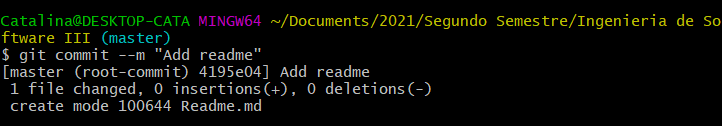 Catalina@DESKTOP-CATA MINGW64 ~/Documents/2021/Segundo Semestre/Ingenieria de So
ftware III (master)
$ git commit --m "Add readme"
[master (root-commit) 4195e04] Add readme
 1 file changed, 0 insertions(+), 0 deletions(-)
 create mode 100644 Readme.md